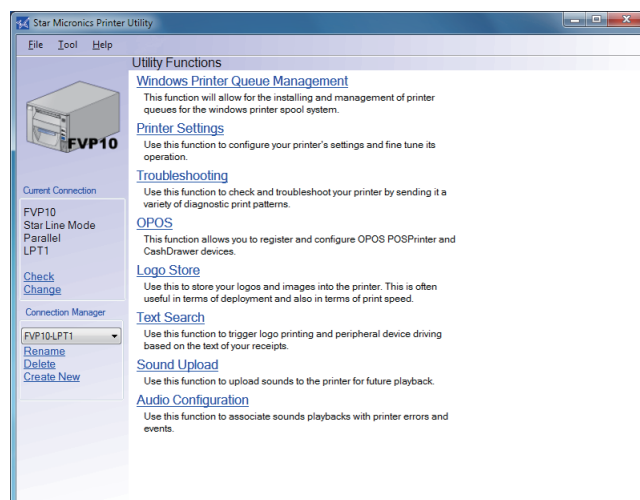 Star Micronics Printer Utility
File Tool Help
Utility Functions
FVP10
Current Connection
FVP10
Star Line Mode
Parallel
LPT1
Check
Change
Connection Manager
FVP10-LPT1
Rename
Delete
Create New
Windows Printer Queue Management
This function will allow for the installing and management of printer
queues for the windows printer spool system.
Printer Settings
Use this function to configure your printer's settings and fine tune its
operation.
Troubleshooting
Use this function to check and troubleshoot your printer by sending it a
variety of diagnostic print patterns.
OPOS
This function allows you to register and configure OPOS POSPrinter and
CashDrawer devices.
Logo Store
Use this to store your logos and images into the printer. This is often
useful in terms of deployment and also in terms of print speed.
Text Search
Use this function to trigger logo printing and peripheral device driving
based on the text of your receipts.
Sound Upload
Use this function to upload sounds to the printer for future playback.
Audio Configuration
Use this function to associate sounds playbacks with printer errors and
events.